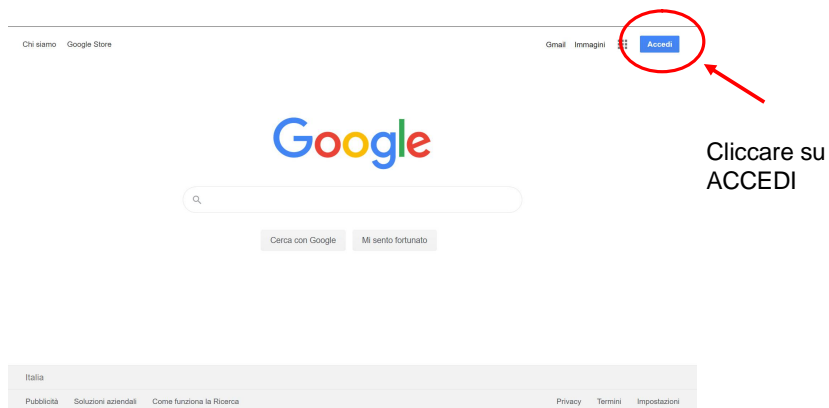 Chi siamo Google Store Gmail Immagini Accedi
Google
Cliccare su
ACCEDI
Cerca con Google Mi sento fortunato
Italia
Pubblicità Soluzioni aziendali Come funziona la Ricerca Privacy Termini Impostazioni